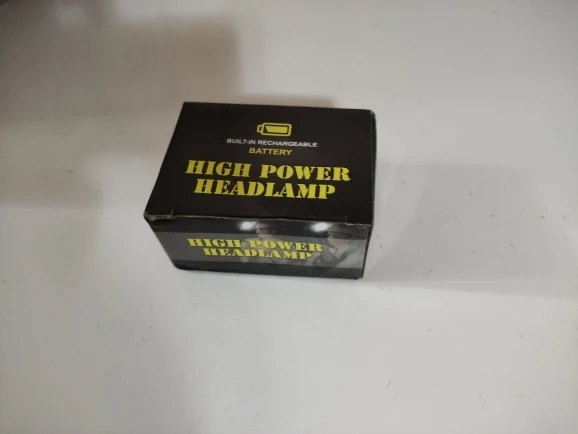 BUILT-IN RECHARGEABLE
BATTERY
HIGH POWER
HEADLAMP
HIGH POWER
HEADLAMP